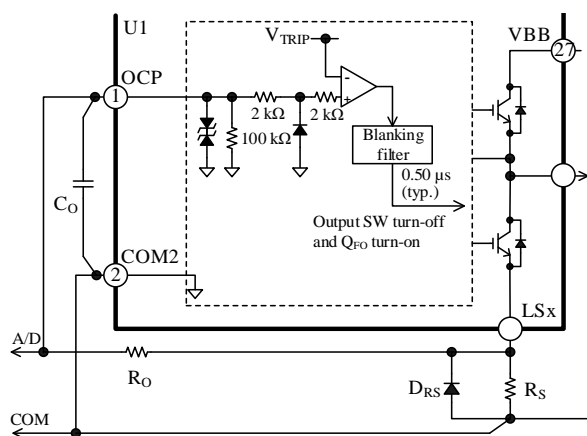 U1
VTRIP
VBB
27
OCP
1
-
+
2 kΩ
2 kΩ
100 kΩ
Blanking
filter
0.50 µs
(typ.)
CO
Output SW turn-off
and QFO turn-on
COM2
2
LSx
A/D
RO
DRS
RS
COM